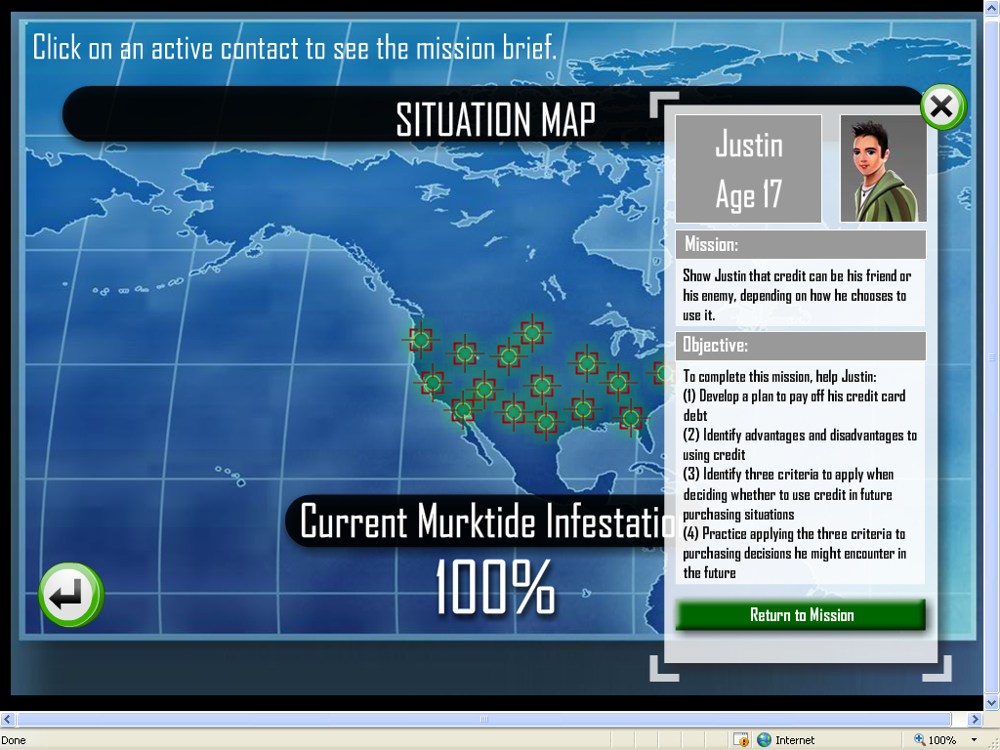 Click on an active contact to see the mission brief.
SITUATION MAP
Justin
Age 17
Mission:
Show Justin that credit can be his friend or
his enemy, depending on how he chooses to
use it.
Objective:
To complete this mission, help Justin:
(1) Develop a plan to pay off his credit card
debt
(2) Identify advantages and disadvantages to
using credit
(3) Identify three criteria to apply when
deciding whether to use credit in future
purchasing situations
(4) Practice applying the three criteria to
purchasing decisions he might encounter in
the future
Return to Mission
Current Murktide Infestation
100%
Done
Internet
100%